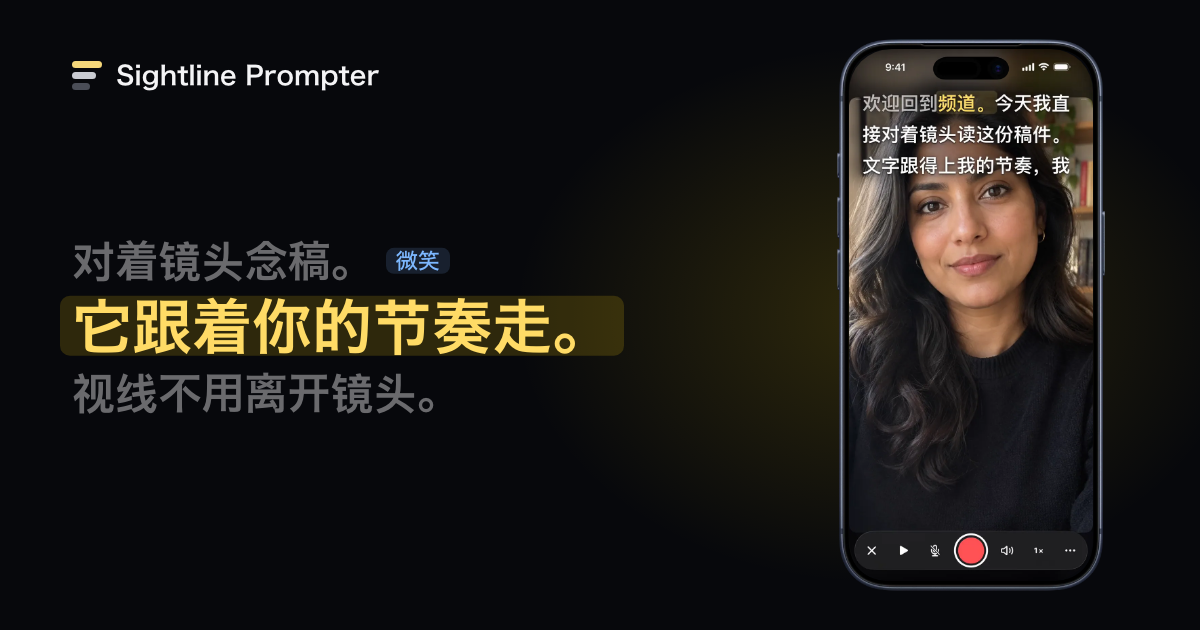 Sightline Prompter
对着镜头念稿。 微笑
它跟着你的节奏走。
视线不用离开镜头。
9:41
欢迎回到频道。今天我直
接对着镜头读这份稿件。
文字跟得上我的节奏，我
1×